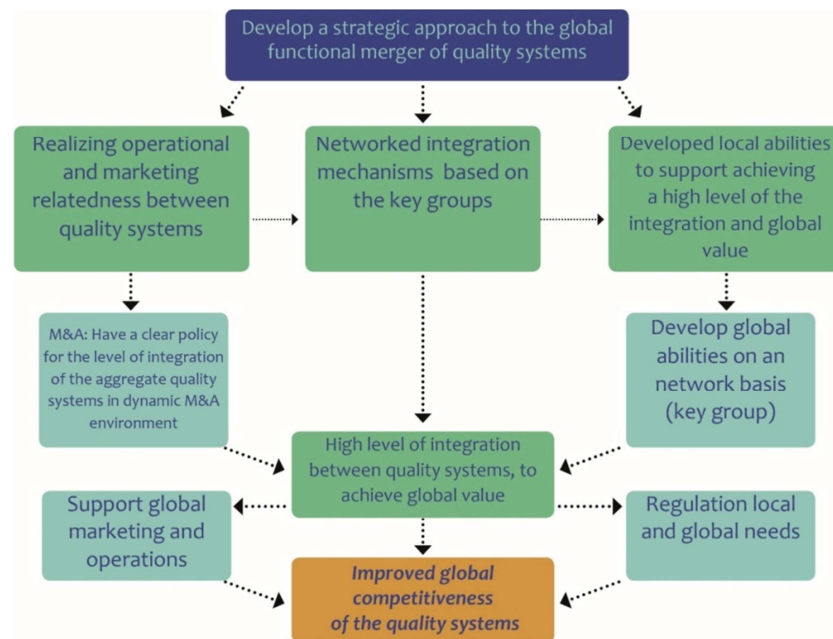 Develop a strategic approach to the global
functional merger of quality systems
Realizing operational
and marketing
relatedness between
quality systems
Networked integration
mechanisms based on
the key groups
Developed local abilities
to support achieving
a high level of the
integration and global
value
M&A: Have a clear policy
for the level of integration
of the aggregate quality
systems in dynamic M&A
environment
Develop global
abilities on an
network basis
(key group)
High level of integration
between quality systems, to
achieve global value
Support global
marketing and
operations
Regulation local
and global needs
Improved global
competitiveness
of the quality systems